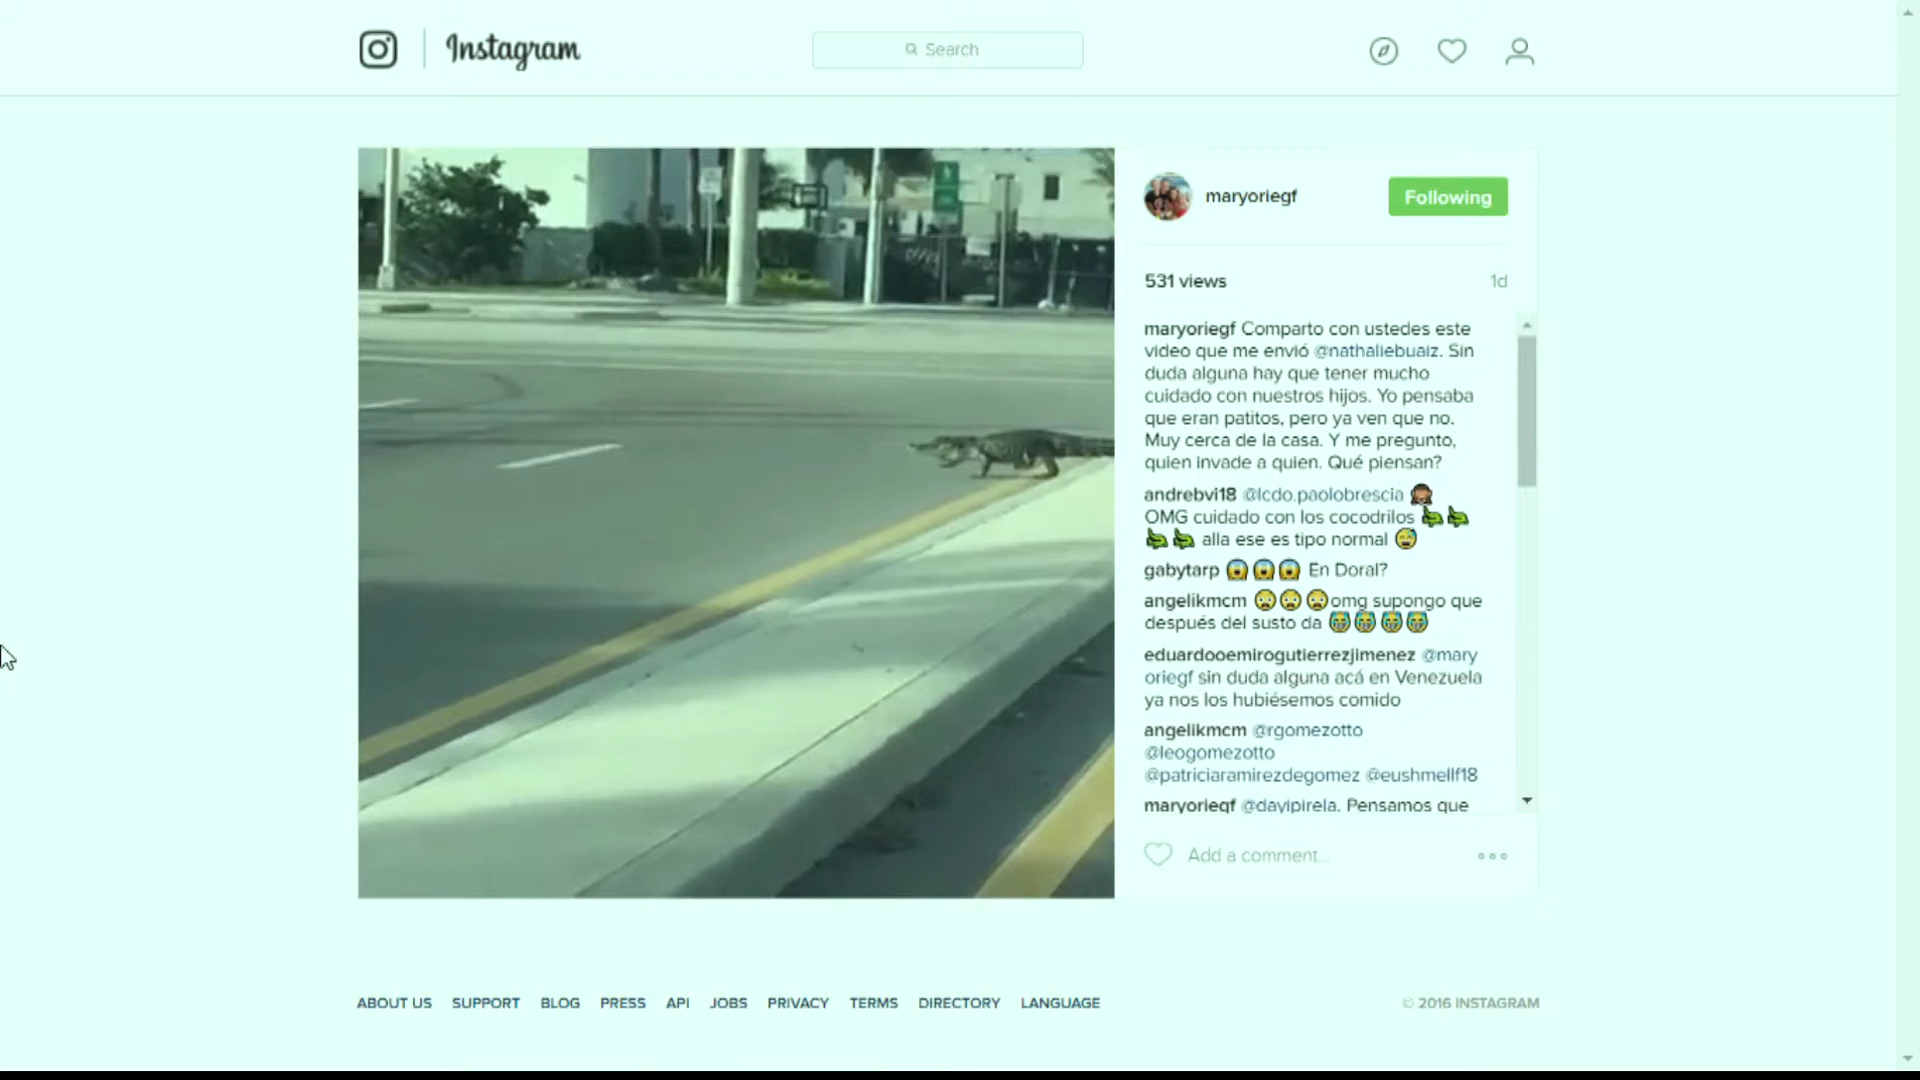 Instagram
Search
maryoriegf
Following
531 views
1d
maryoriegf Comparto con ustedes este
video que me envió @nathaliebuaiz. Sin
duda alguna hay que tener mucho
cuidado con nuestros hijos. Yo pensaba
que eran patitos, pero ya ven que no.
Muy cerca de la casa. Y me pregunto,
quien invade a quien. Qué piensan?
andrebvi18 @lcdo.paolobrescia 🙈
OMG cuidado con los cocodrilos 🐊🐊
🐊🐊 alla ese es tipo normal 😅
gabytarp 😱😱😱 En Doral?
angelikmcm 😳😳😳omg supongo que
después del susto da 😭😭😭😭
eduardooemirogutierrezjimenez @mary
oriegf sin duda alguna acá en Venezuela
ya nos los hubiésemos comido
angelikmcm @rgomezotto
@leogomezotto
@patriciaramirezdegomez @eushmellf18
maryoriegf @dayipirela. Pensamos que
Add a comment...
ABOUT US SUPPORT BLOG PRESS API JOBS PRIVACY TERMS DIRECTORY LANGUAGE
© 2016 INSTAGRAM